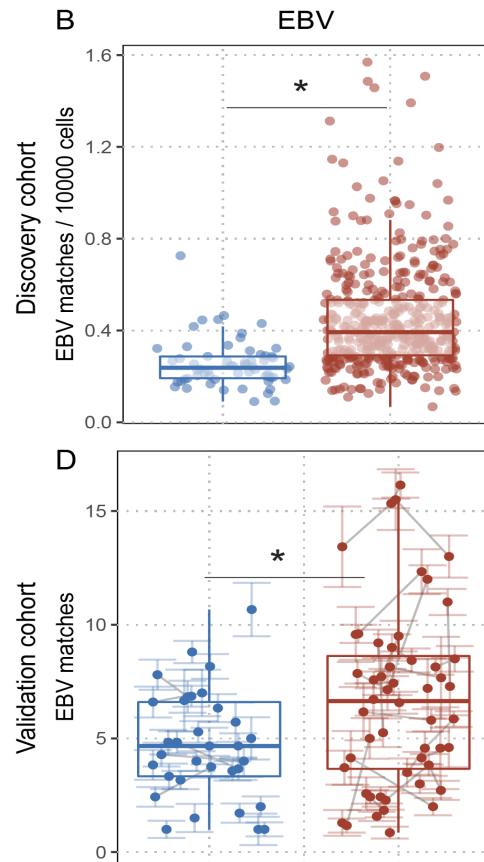 B
EBV
Discovery cohort
EBV matches / 10000 cells
1.6
1.2
0.8
0.4
0.0
*
D
Validation cohort
EBV matches
15
10
5
0
*